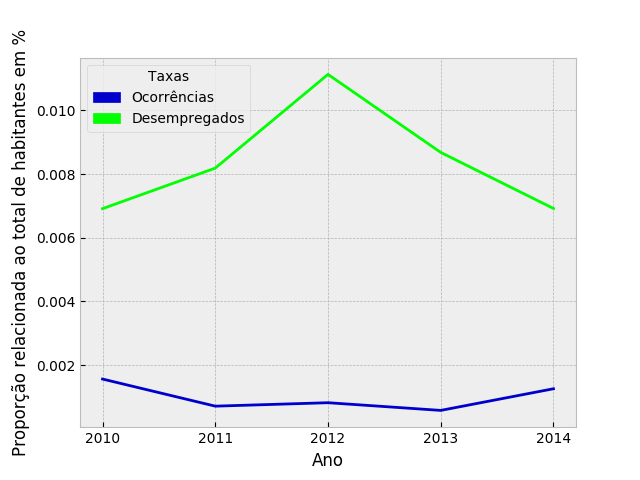 Proporção relacionada ao total de habitantes em %
Taxas
Ocorrências
Desempregados
0.010
0.008
0.006
0.004
0.002
2010 2011 2012 2013 2014
Ano